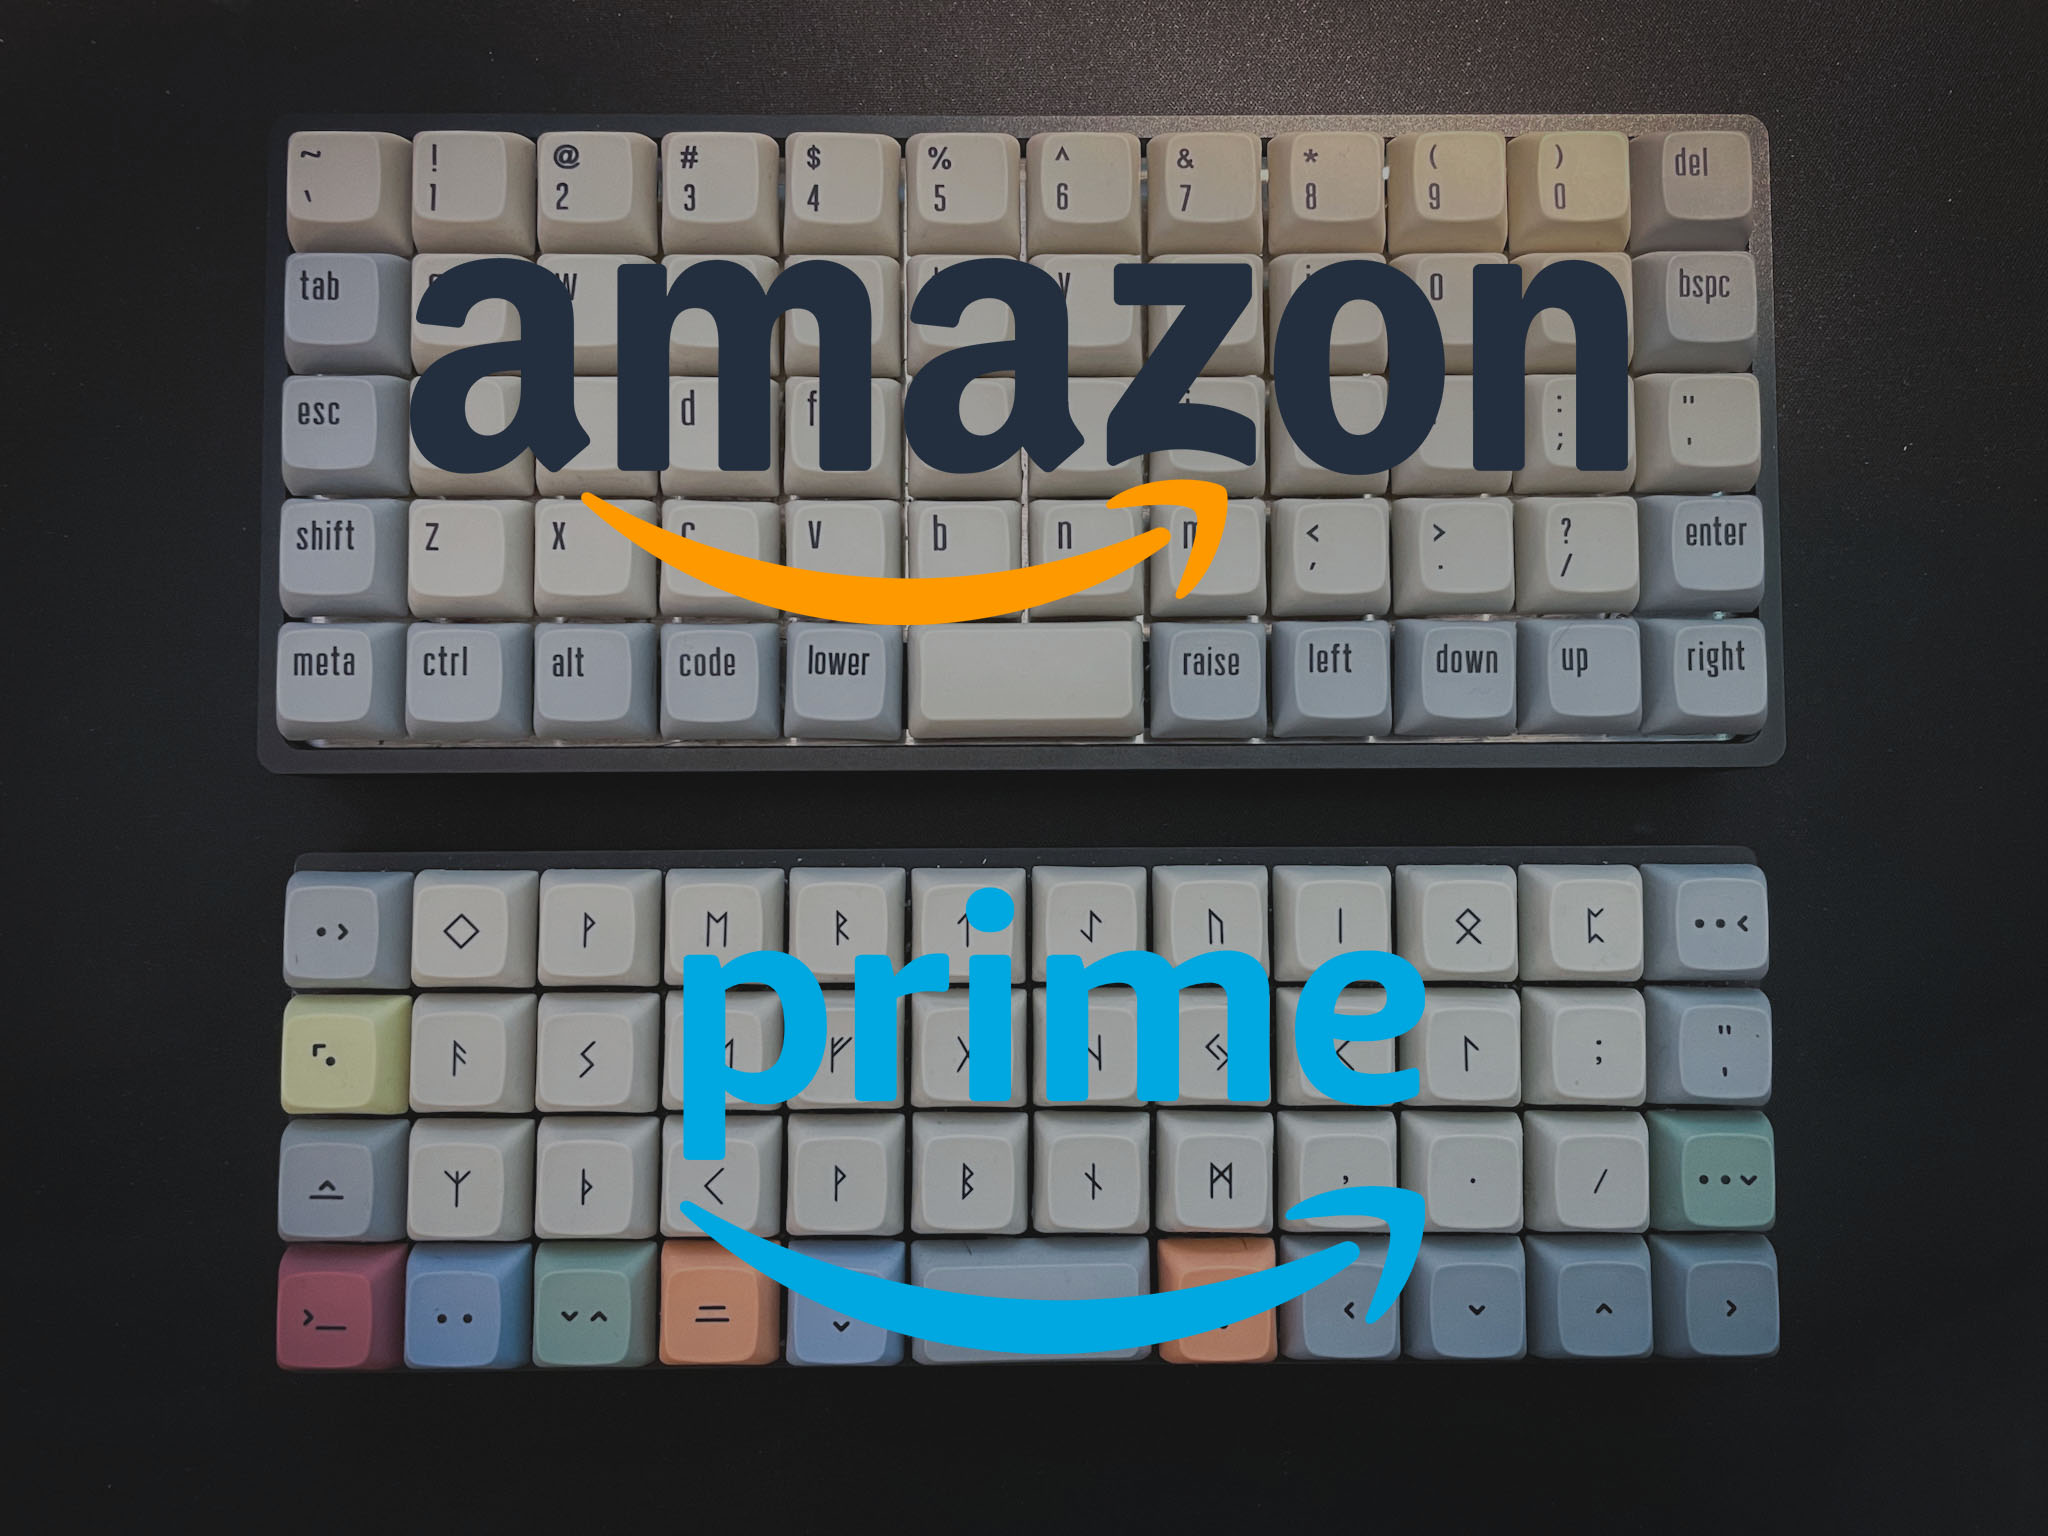 ~ ! @ # $ % ^ & * ( )
` 1 2 3 4 5 6 7 8 9 0 del
tab w y i o bspc
amazon
esc d f : "
; '
shift z x c v b n m < > ? enter
, . /
meta ctrl alt code lower raise left down up right
• > ◇ ᚹ ᛖ ᚱ ᛇ ᚢ ᛁ ᛟ ᛈ • • <
prime
ᚨ ᛊ ᚠ ᛃ ᛚ ; "
'
ᛉ ᚦ ᚲ ᚹ ᛒ ᚾ ᛗ , . / • • ⌄
>_ • • ⌄ ^ = ⌄ < ⌄ ^ >